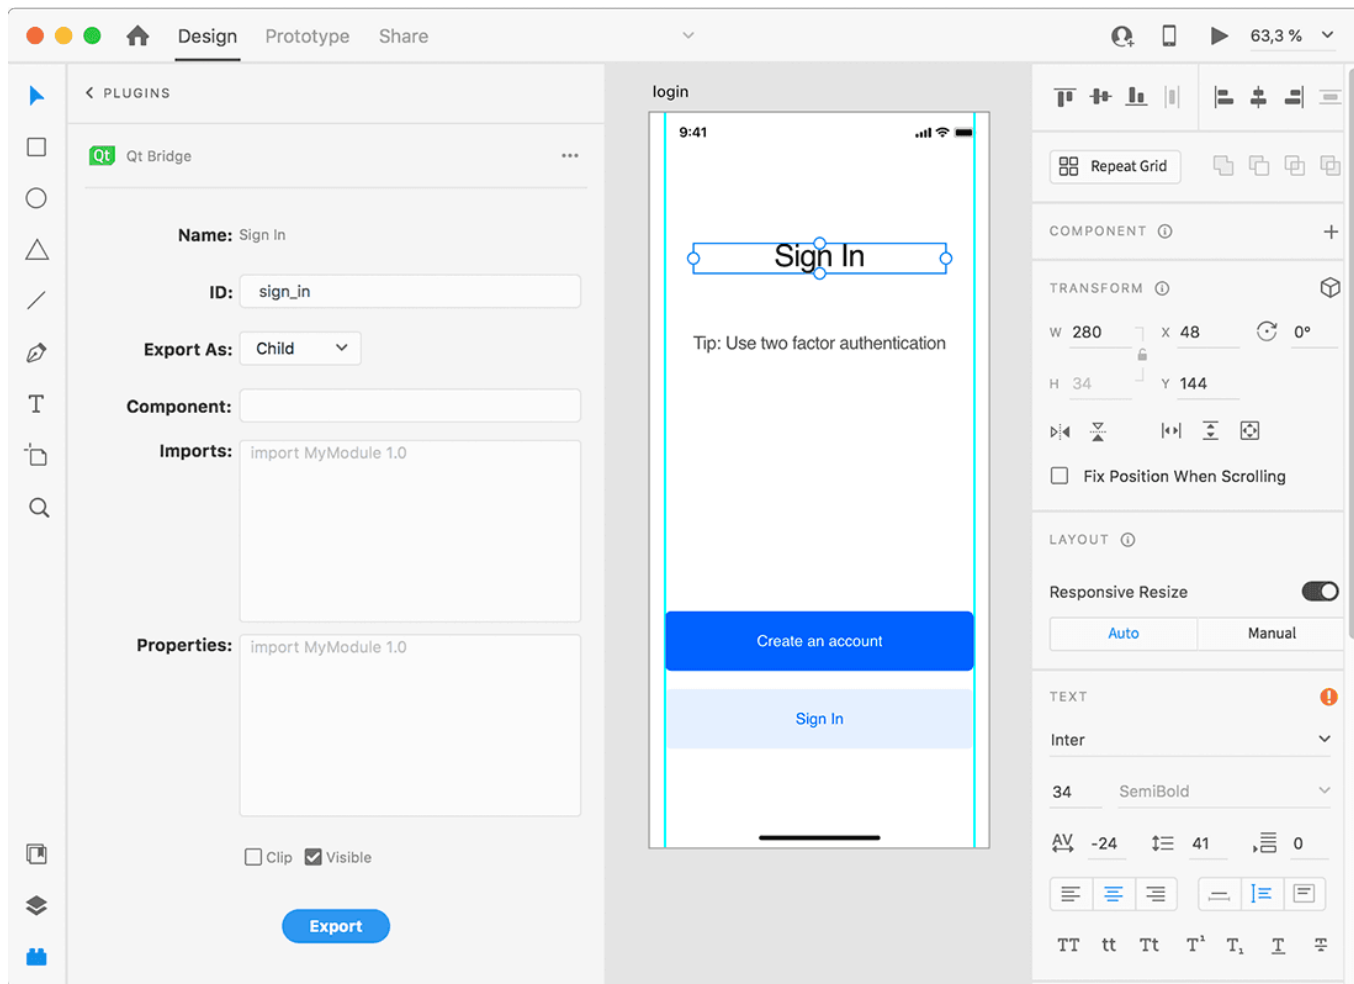 Design Prototype Share 63,3 %
PLUGINS
Qt Qt Bridge
Name: Sign In
ID: sign_in
Export As: Child
Component:
Imports: import MyModule 1.0
Properties: import MyModule 1.0
Clip Visible
Export
login
9:41
Sign In
Tip: Use two factor authentication
Create an account
Sign In
Repeat Grid
COMPONENT
TRANSFORM
W 280 X 48 0°
H 34 Y 144
Fix Position When Scrolling
LAYOUT
Responsive Resize
Auto Manual
TEXT
Inter
34 SemiBold
AV -24 41 0
TT tt Tt T¹ T₁ T T